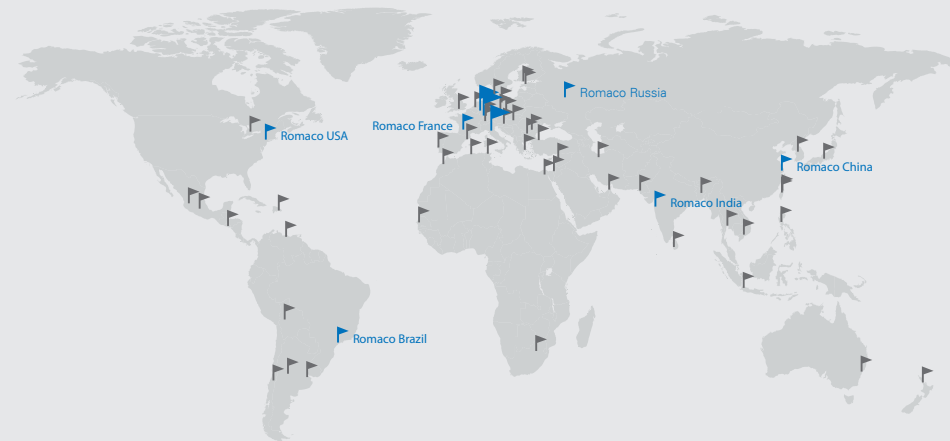 Romaco Russia
Romaco France
Romaco USA
Romaco China
Romaco India
Romaco Brazil